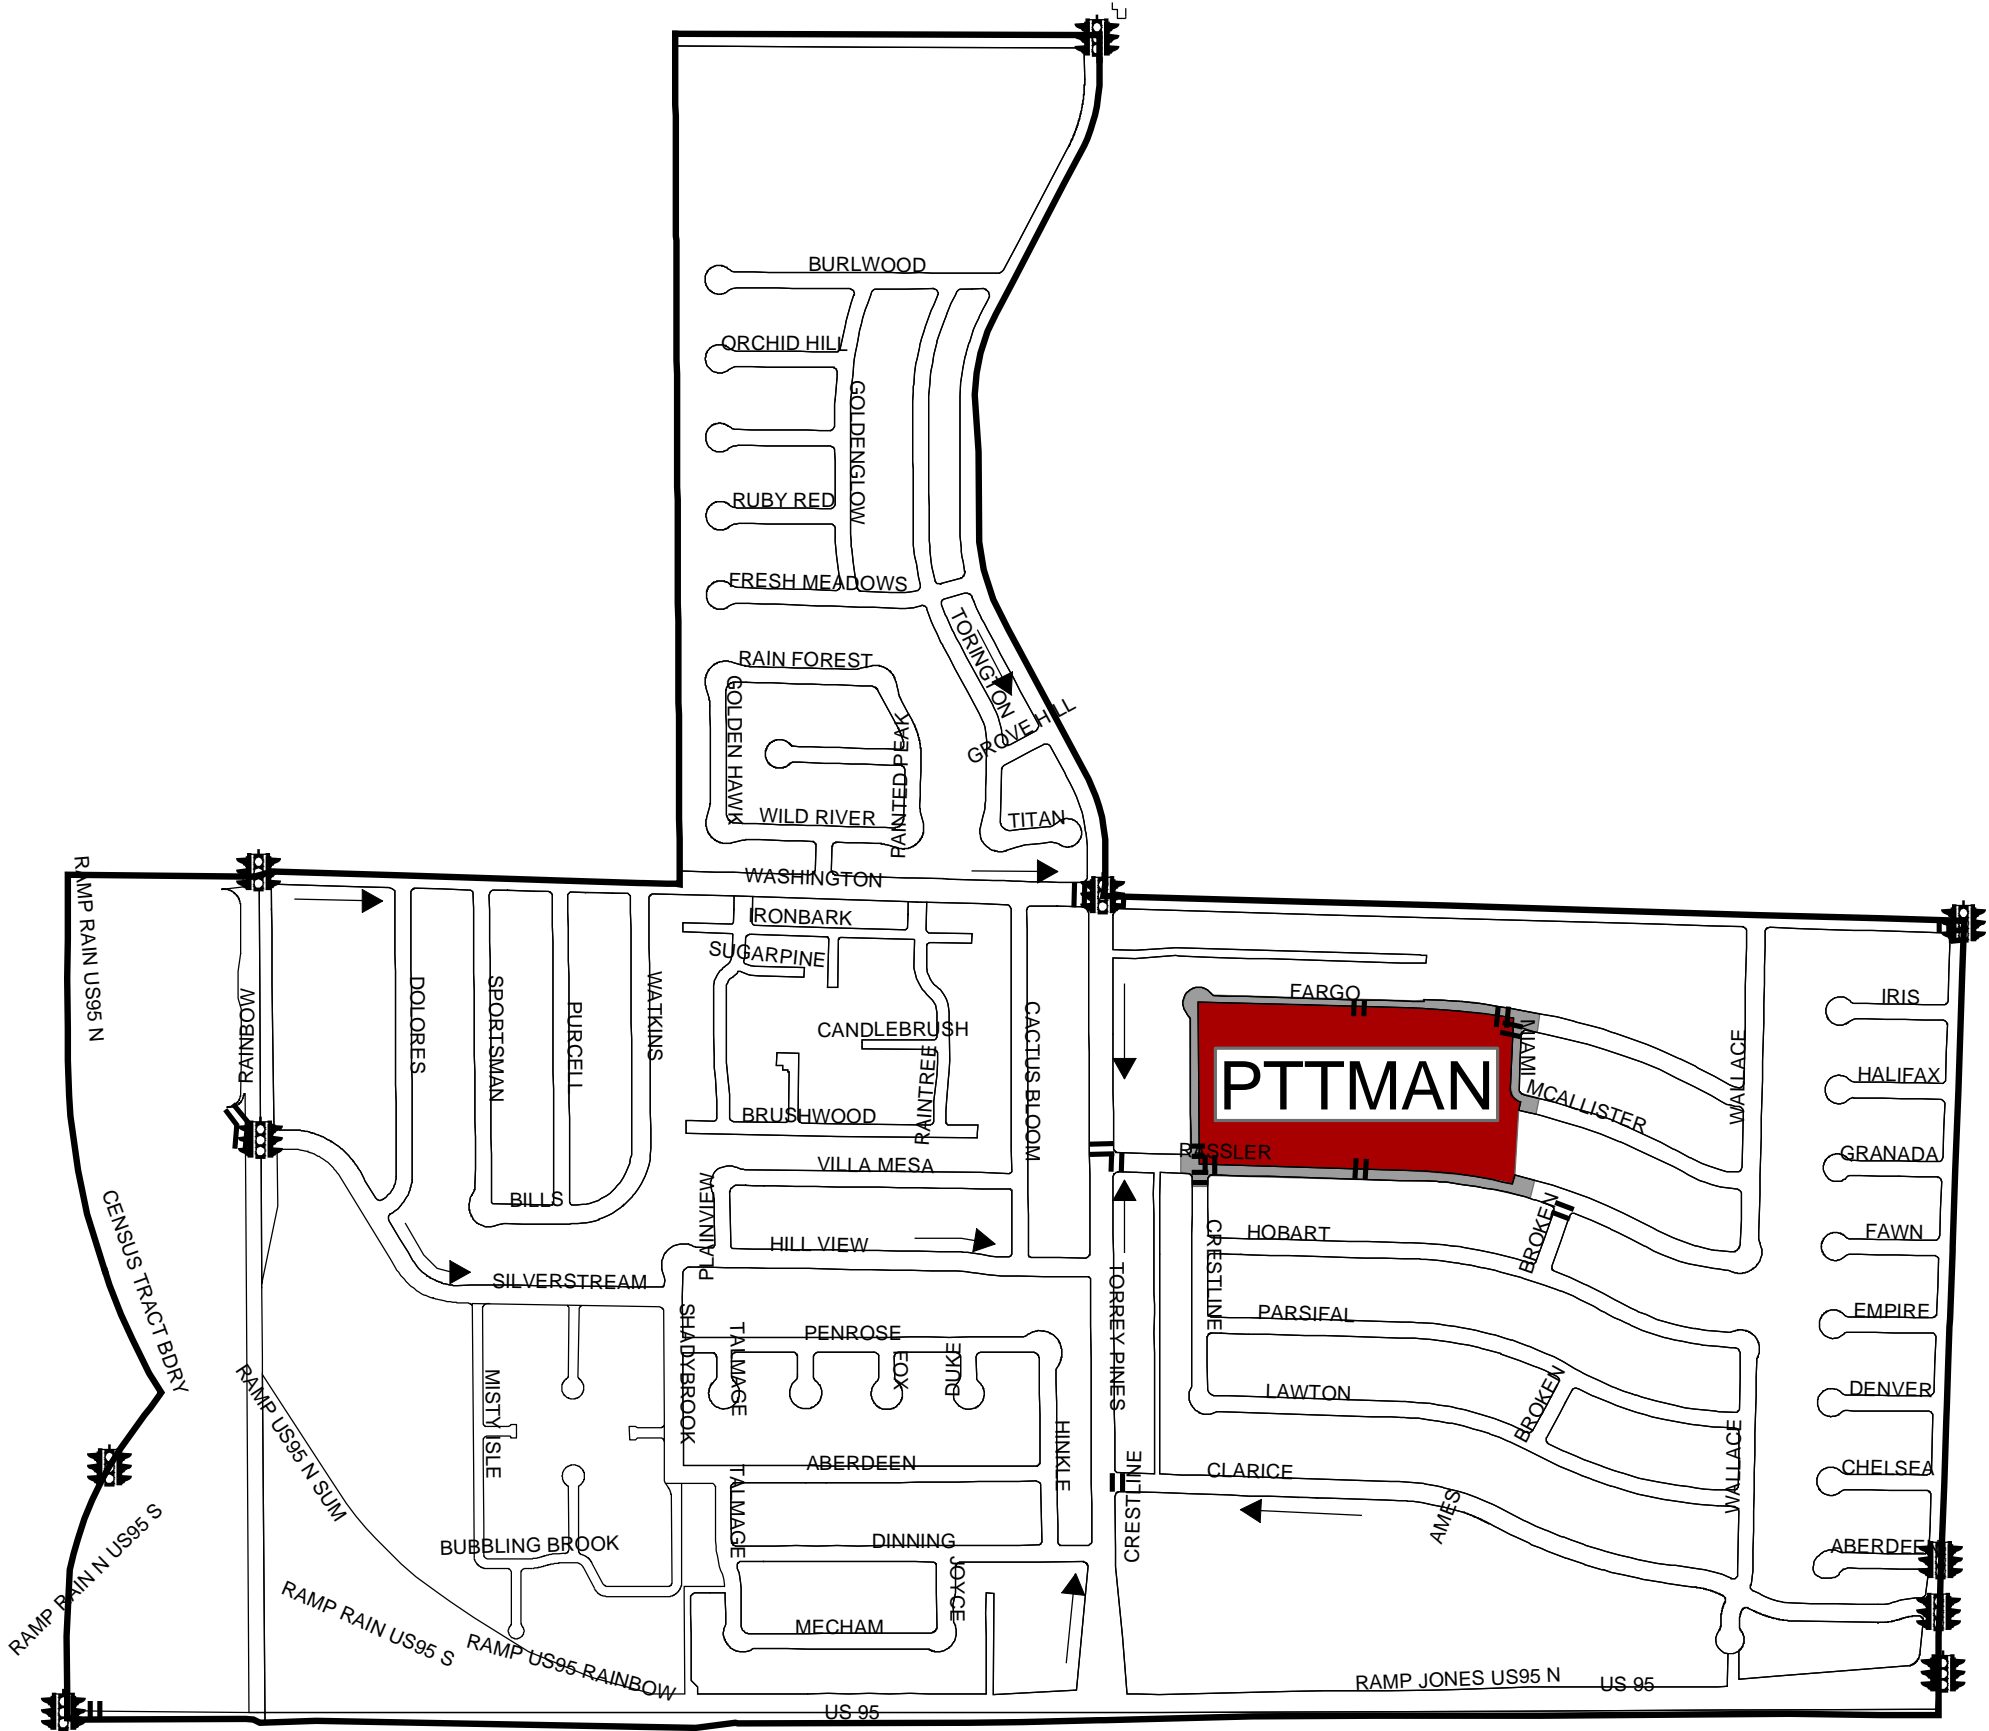 BURLWOOD
ORCHID HILL
GOLDENGLOW
RUBY RED
FRESH MEADOWS
TORINGTON
RAIN FOREST
GOLDEN HAWK
GROVE HILL
PAINTED PEAK
WILD RIVER
TITAN
RAMP RAIN US95 N
WASHINGTON
IRONBARK
SUGARPINE
RAINBOW
DOLORES
SPORTSMAN
PURCELL
WATKINS
CANDLEBRUSH
CACTUS BLOOM
FARGO
MIAMI
WALLACE
IRIS
PTTMAN
HALIFAX
MCALLISTER
BRUSHWOOD
RAINTREE
RESSLER
GRANADA
VILLA MESA
CENSUS TRACT BDRY
BILLS
PLAINVIEW
HILL VIEW
CRESTLINE
HOBART
BROKEN
FAWN
SILVERSTREAM
TORREY PINES
PARSIFAL
EMPIRE
SHADYBROOK
TALMAGE
PENROSE
FOX
DUKE
MISTY ISLE
RAMP US95 N SUM
LAWTON
BROKEN
DENVER
HINKLE
WALLACE
ABERDEEN
CLARICE
CHELSEA
TALMAGE
CRESTLINE
AMES
RAMP RAIN N US95 S
BUBBLING BROOK
DINNING
ABERDEEN
JOYCE
RAMP RAIN US95 S
MECHAM
RAMP US95 RAINBOW
RAMP JONES US95 N
US 95
US 95